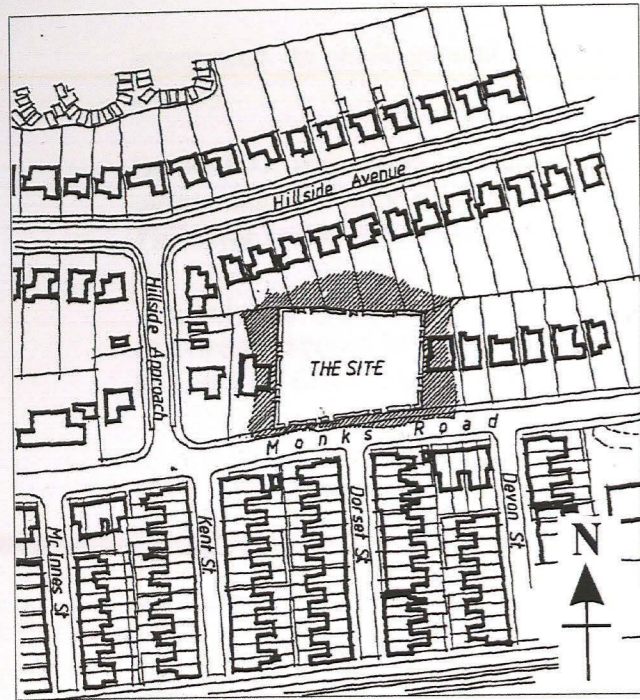 Hillside Avenue
Hillside Approach
THE SITE
Monks Road
Mc Innes St
Kent St.
Dorset St
Devon St.
N